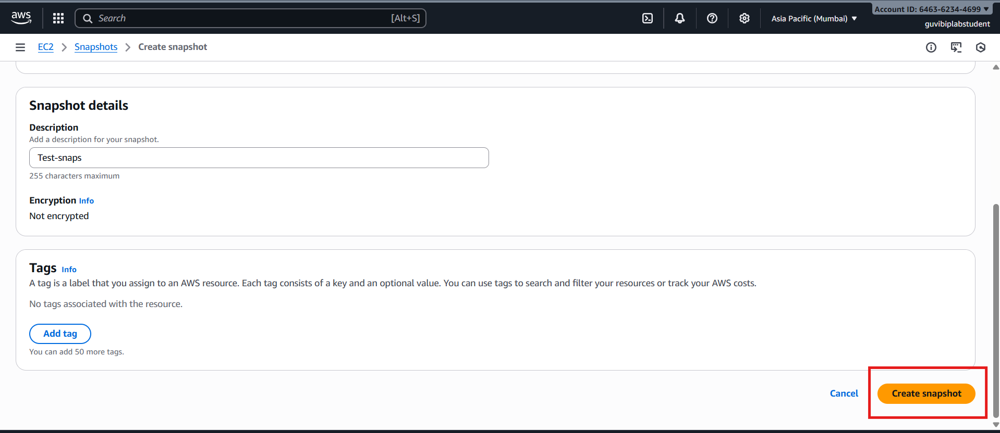 aws
Search [Alt+S]
Asia Pacific (Mumbai)
Account ID: 6463-6234-4699
guvibiplabstudent
EC2 Snapshots Create snapshot
Snapshot details
Description
Add a description for your snapshot.
Test-snaps
255 characters maximum
Encryption Info
Not encrypted
Tags Info
A tag is a label that you assign to an AWS resource. Each tag consists of a key and an optional value. You can use tags to search and filter your resources or track your AWS costs.
No tags associated with the resource.
Add tag
You can add 50 more tags.
Cancel Create snapshot